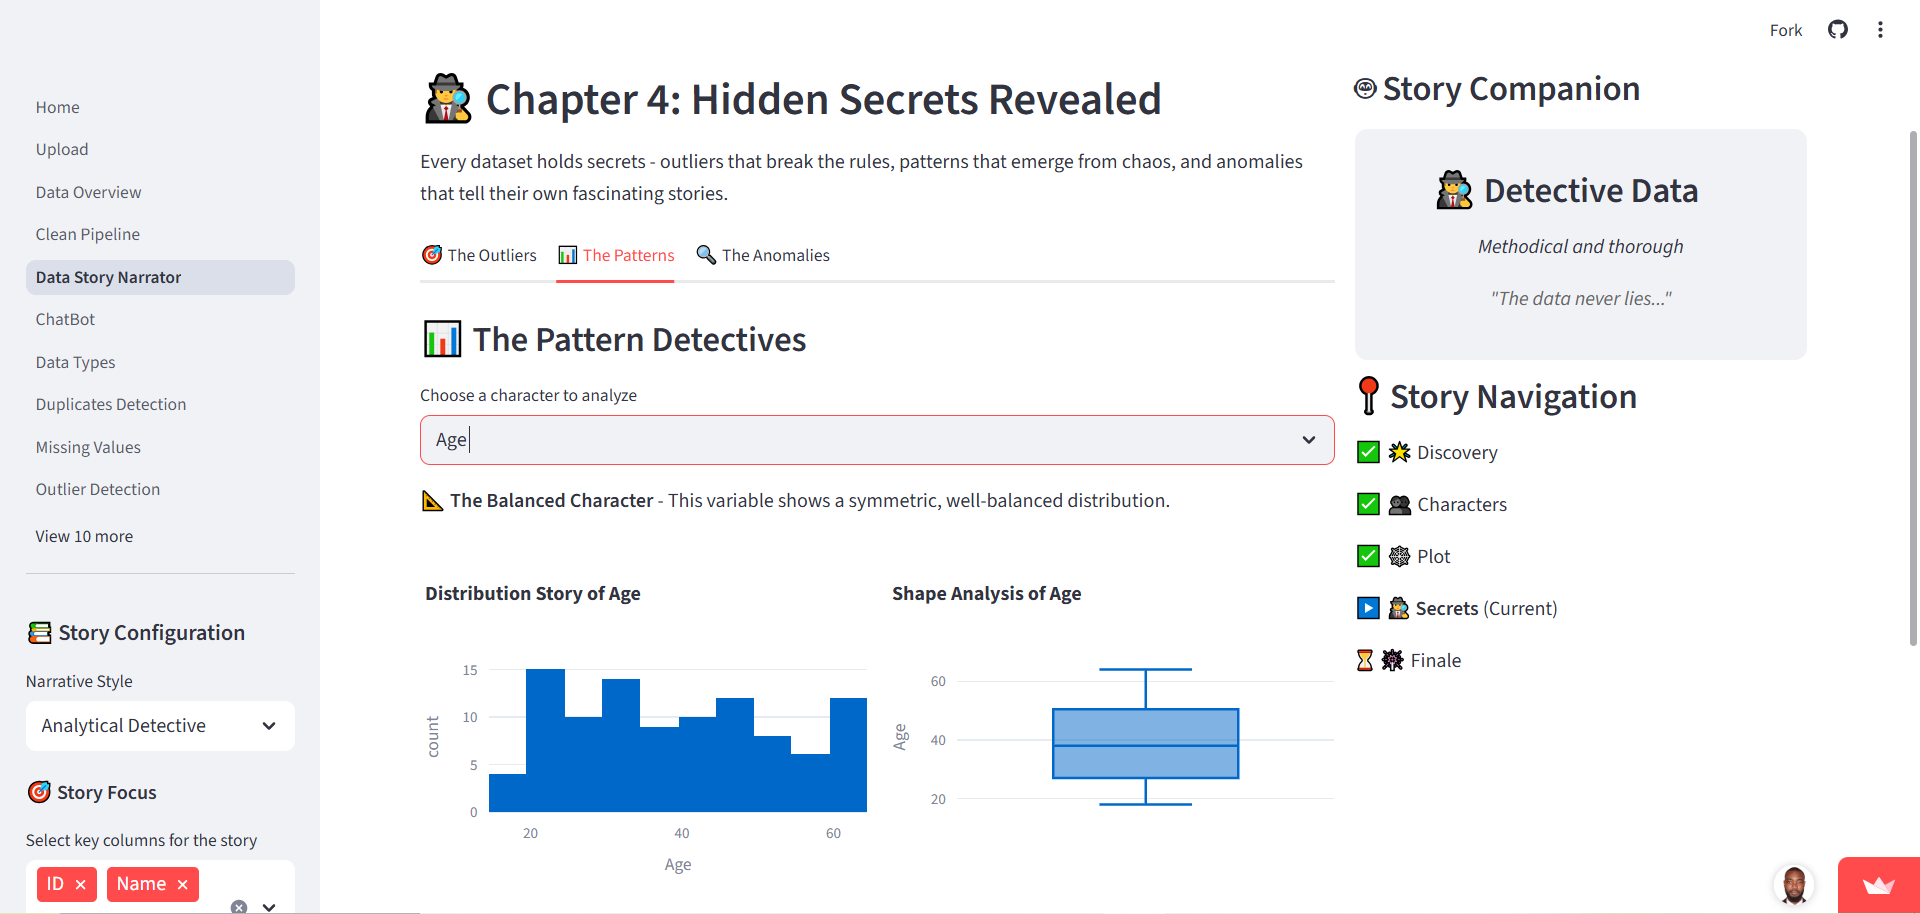 Fork
Home
Upload
Data Overview
Clean Pipeline
Data Story Narrator
ChatBot
Data Types
Duplicates Detection
Missing Values
Outlier Detection
View 10 more
Story Configuration
Narrative Style
Analytical Detective
Story Focus
Select key columns for the story
ID
Name
Chapter 4: Hidden Secrets Revealed
Every dataset holds secrets - outliers that break the rules, patterns that emerge from chaos, and anomalies
that tell their own fascinating stories.
The Outliers
The Patterns
The Anomalies
The Pattern Detectives
Choose a character to analyze
Age
The Balanced Character - This variable shows a symmetric, well-balanced distribution.
Distribution Story of Age
15
10
5
0
count
20
40
60
Age
Shape Analysis of Age
60
40
20
Age
Story Companion
Detective Data
Methodical and thorough
"The data never lies..."
Story Navigation
Discovery
Characters
Plot
Secrets (Current)
Finale